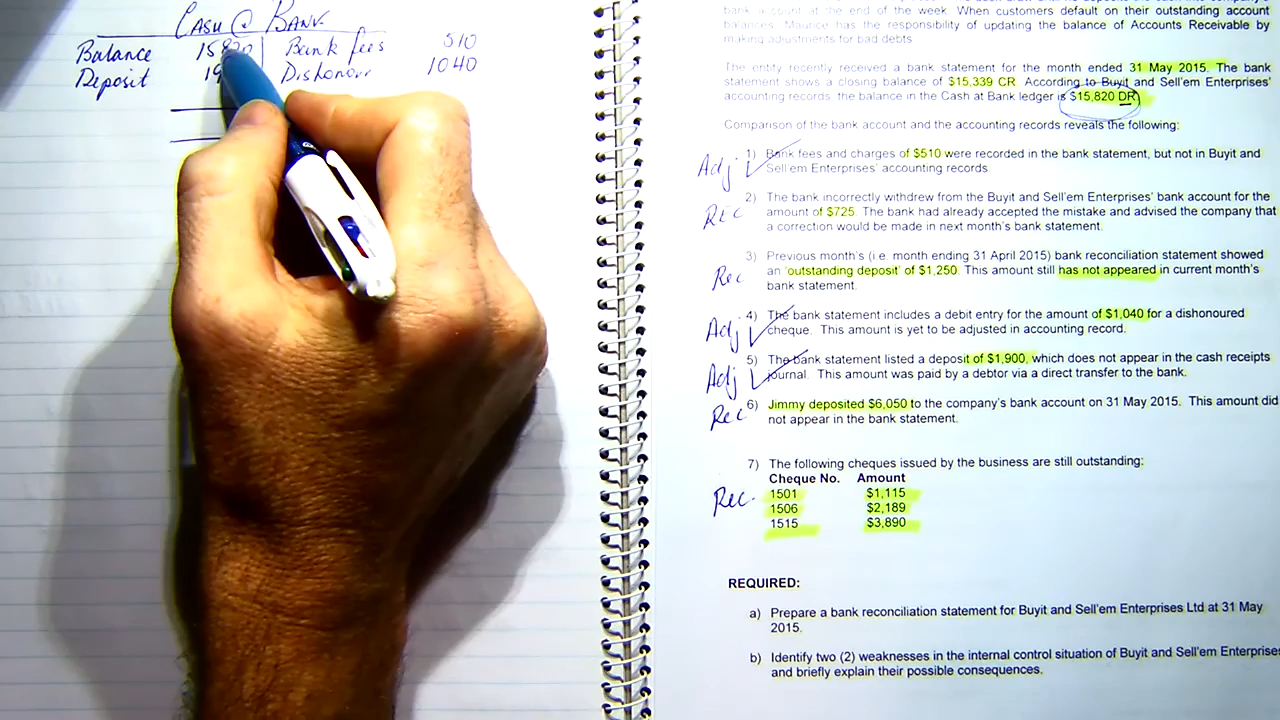 CASH @ BANK
Balance 15820 Bank fees 510
Deposit Dishonour 1040
bank account at the end of the week. When customers default on their outstanding account
balances, Maurice has the responsibility of updating the balance of Accounts Receivable by
making adjustments for bad debts
The entity recently received a bank statement for the month ended 31 May 2015. The bank
statement shows a closing balance of $15,339 CR. According to Buyit and Sell'em Enterprises'
accounting records the balance in the Cash at Bank ledger is $15,820 DR
Comparison of the bank account and the accounting records reveals the following:
Adj 1) Bank fees and charges of $510 were recorded in the bank statement, but not in Buyit and
Sell'em Enterprises' accounting records.
REC 2) The bank incorrectly withdrew from the Buyit and Sell'em Enterprises' bank account for the
amount of $725. The bank had already accepted the mistake and advised the company that
a correction would be made in next month's bank statement.
Rec 3) Previous month's (i.e. month ending 31 April 2015) bank reconciliation statement showed
an 'outstanding deposit' of $1,250. This amount still has not appeared in current month's
bank statement.
Adj 4) The bank statement includes a debit entry for the amount of $1,040 for a dishonoured
cheque. This amount is yet to be adjusted in accounting record.
Adj 5) The bank statement listed a deposit of $1,900, which does not appear in the cash receipts
journal. This amount was paid by a debtor via a direct transfer to the bank.
Rec 6) Jimmy deposited $6,050 to the company's bank account on 31 May 2015. This amount did
not appear in the bank statement.
7) The following cheques issued by the business are still outstanding:
Cheque No. Amount
Rec. 1501 $1,115
1506 $2,189
1515 $3,890
REQUIRED:
a) Prepare a bank reconciliation statement for Buyit and Sell'em Enterprises Ltd at 31 May
2015.
b) Identify two (2) weaknesses in the internal control situation of Buyit and Sell'em Enterprises
and briefly explain their possible consequences.